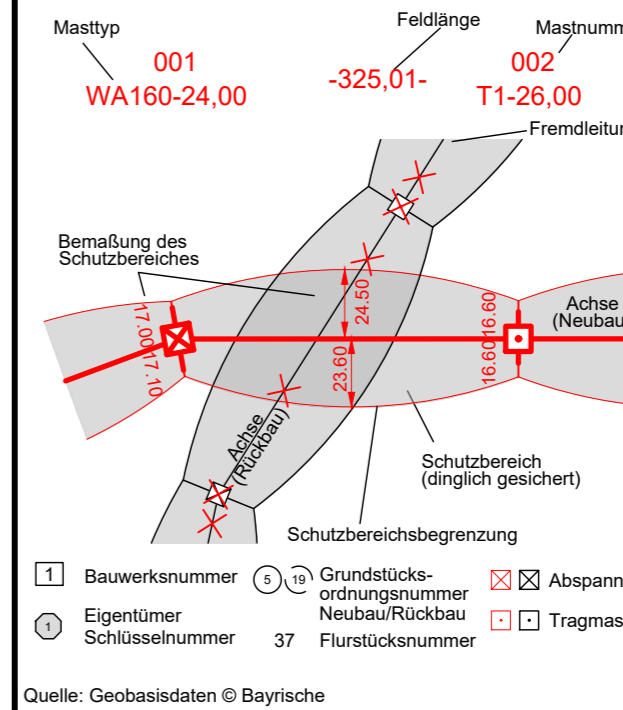 Masttyp
Feldlänge
Mastnumm
001
WA160-24,00
-325,01-
002
T1-26,00
Fremdleitun
Bemaßung des
Schutzbereiches
17.00
17.10
24.50
23.60
16.60
16.60
Achse
(Neubau
Achse
(Rückbau)
Schutzbereich
(dinglich gesichert)
Schutzbereichsbegrenzung
1 Bauwerksnummer
5 19 Grundstücks-
ordnungsnummer
Neubau/Rückbau
Abspann
1 Eigentümer
Schlüsselnummer
37 Flurstücksnummer
Tragmas
Quelle: Geobasisdaten © Bayrische